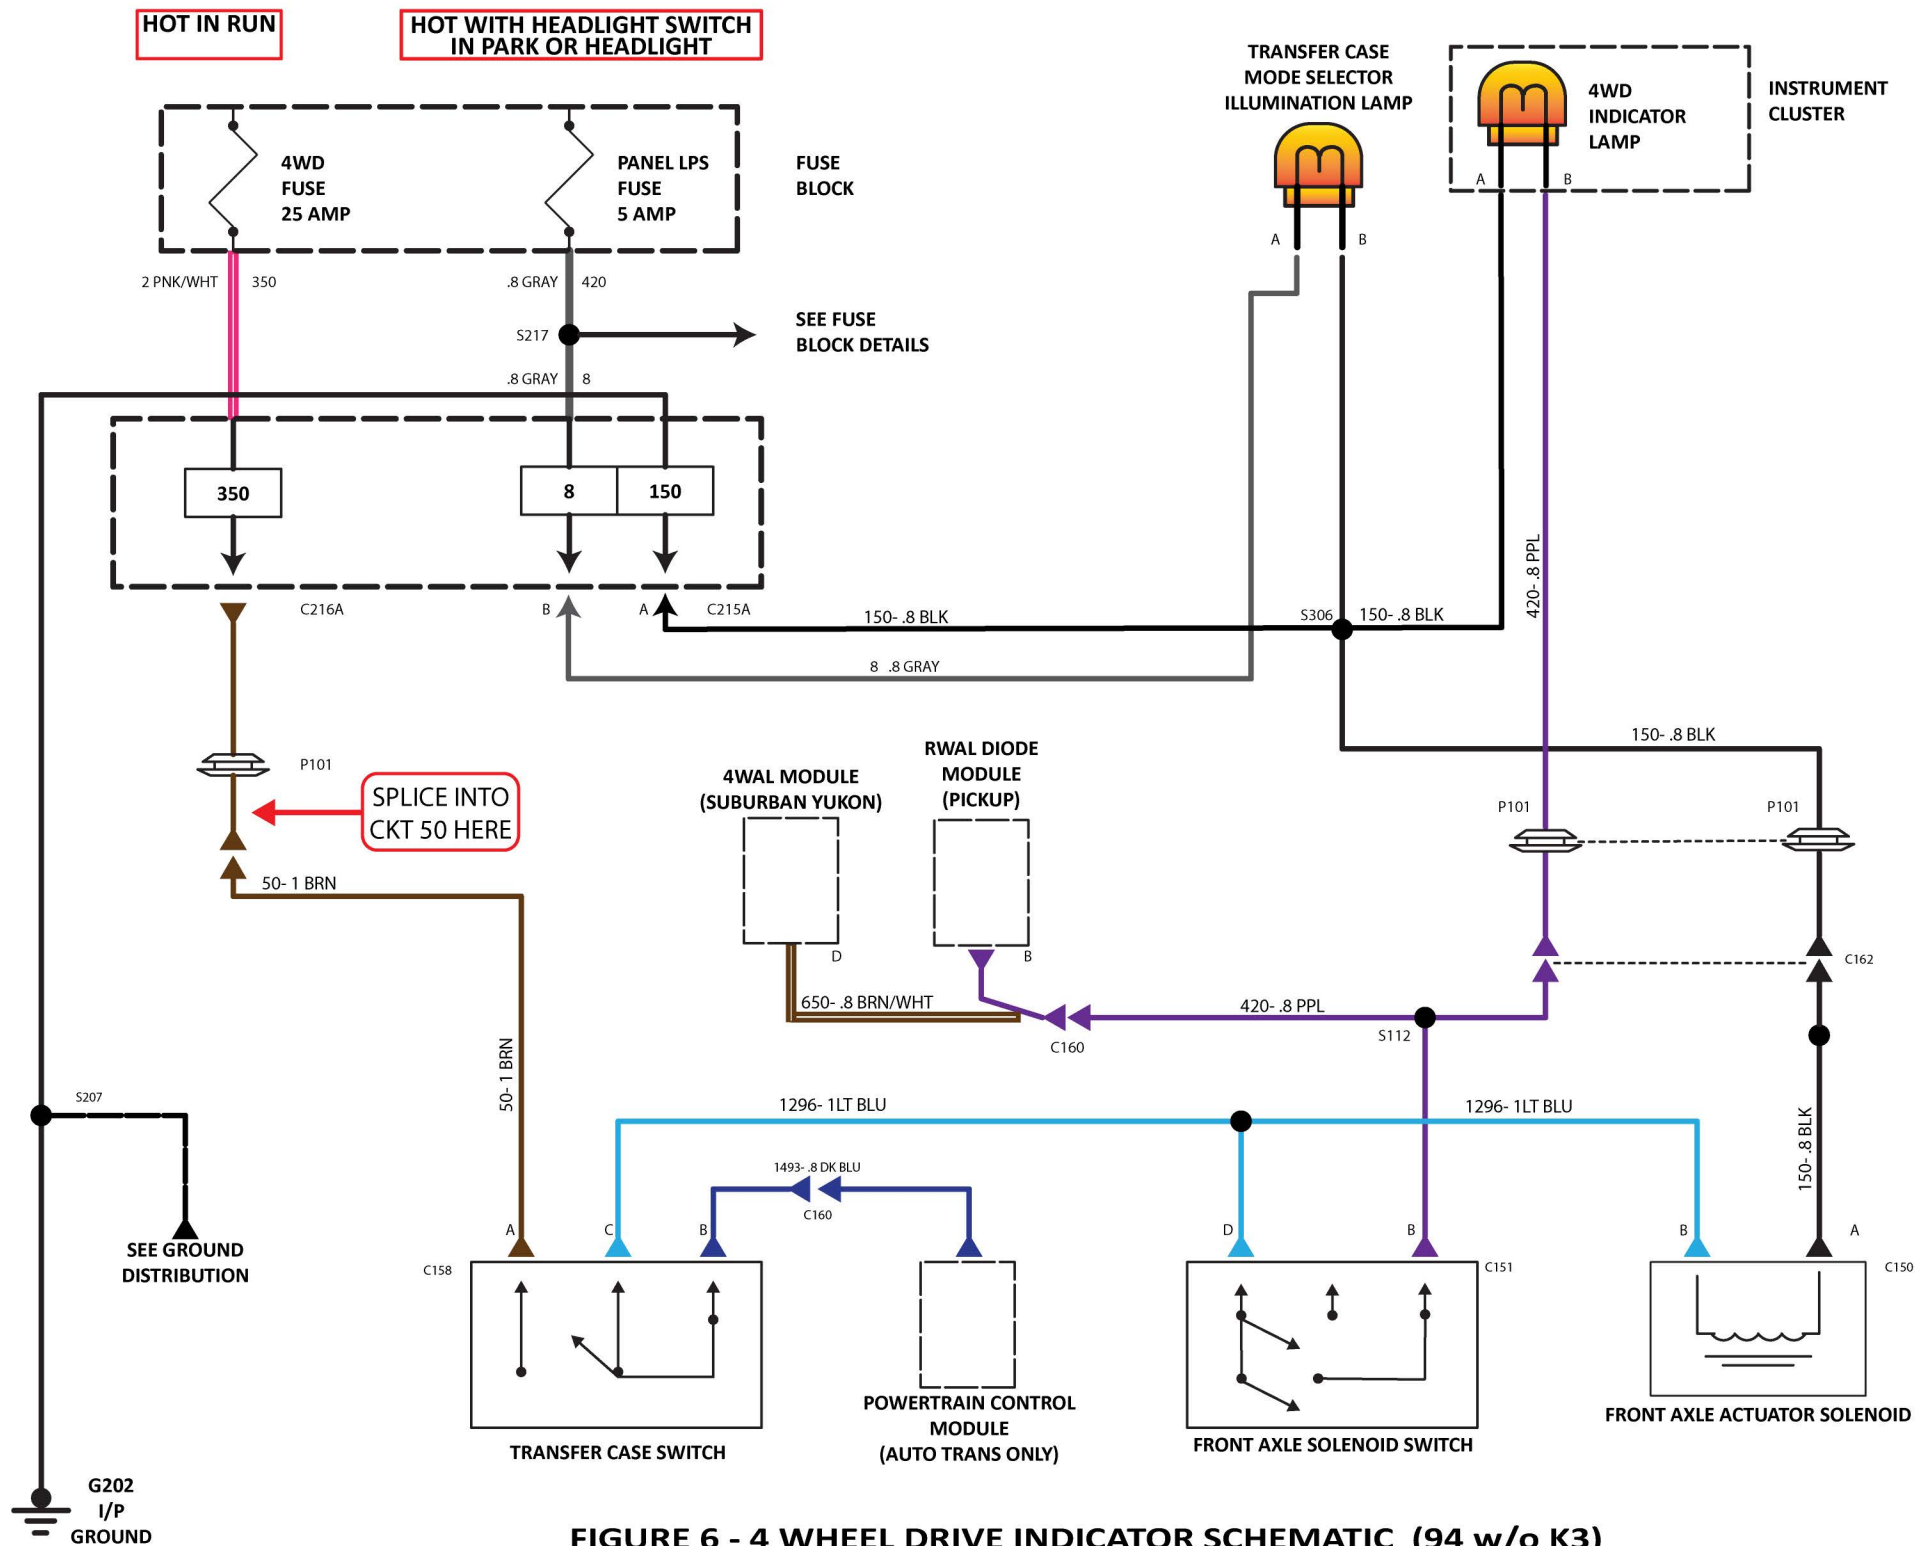 HOT IN RUN
HOT WITH HEADLIGHT SWITCH
IN PARK OR HEADLIGHT
TRANSFER CASE
MODE SELECTOR
ILLUMINATION LAMP
4WD
INDICATOR
LAMP
INSTRUMENT
CLUSTER
A
B
A
B
4WD
FUSE
25 AMP
PANEL LPS
FUSE
5 AMP
FUSE
BLOCK
2 PNK/WHT
350
.8 GRAY
420
S217
SEE FUSE
BLOCK DETAILS
.8 GRAY
8
350
8
150
C216A
B
A
C215A
150- .8 BLK
S306
150- .8 BLK
420- .8 PPL
8 .8 GRAY
150- .8 BLK
P101
SPLICE INTO
CKT 50 HERE
50- 1 BRN
4WAL MODULE
(SUBURBAN YUKON)
RWAL DIODE
MODULE
(PICKUP)
P101
P101
D
B
650- .8 BRN/WHT
C160
420- .8 PPL
S112
C162
50- 1 BRN
S207
SEE GROUND
DISTRIBUTION
1296- 1LT BLU
1296- 1LT BLU
150- .8 BLK
1493- .8 DK BLU
C160
A
C
B
D
B
B
A
C158
C151
C150
TRANSFER CASE SWITCH
POWERTRAIN CONTROL
MODULE
(AUTO TRANS ONLY)
FRONT AXLE SOLENOID SWITCH
FRONT AXLE ACTUATOR SOLENOID
G202
I/P
GROUND
FIGURE 6 - 4 WHEEL DRIVE INDICATOR SCHEMATIC (94 w/o K3)